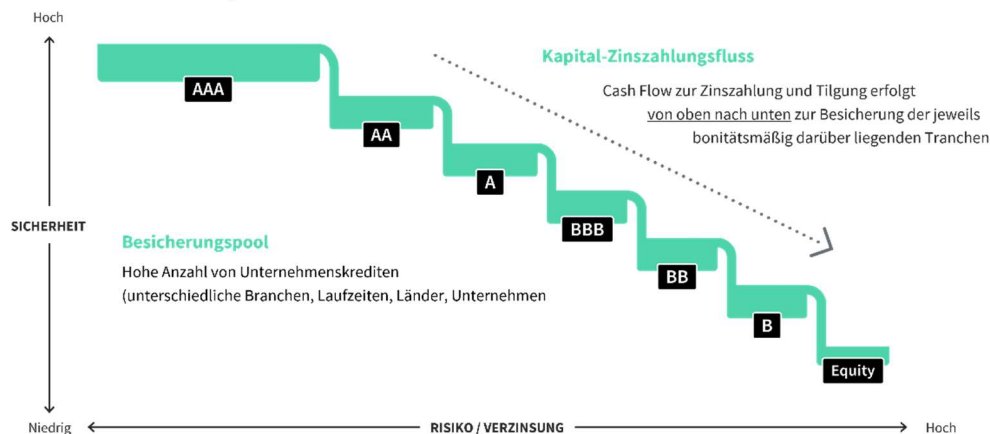 Hoch
Kapital-Zinszahlungsfluss
AAA
Cash Flow zur Zinszahlung und Tilgung erfolgt
von oben nach unten zur Besicherung der jeweils
bonitätsmäßig darüber liegenden Tranchen
AA
A
SICHERHEIT
BBB
Besicherungspool
Hohe Anzahl von Unternehmenskrediten
(unterschiedliche Branchen, Laufzeiten, Länder, Unternehmen
BB
B
Equity
Niedrig
RISIKO / VERZINSUNG
Hoch